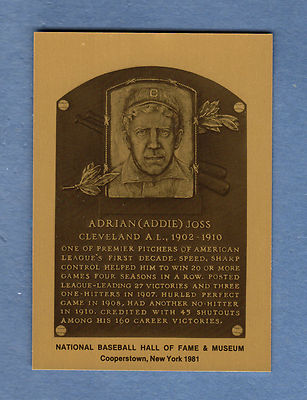 C
ADRIAN (ADDIE) JOSS
CLEVELAND A.L., 1902-1910
ONE OF PREMIER PITCHERS OF AMERICAN
LEAGUE'S FIRST DECADE. SPEED, SHARP
CONTROL HELPED HIM TO WIN 20 OR MORE
GAMES FOUR SEASONS IN A ROW. POSTED
LEAGUE-LEADING 27 VICTORIES AND THREE
ONE-HITTERS IN 1907. HURLED PERFECT
GAME IN 1908, HAD ANOTHER NO-HITTER
IN 1910. CREDITED WITH 45 SHUTOUTS
AMONG HIS 160 CAREER VICTORIES.
NATIONAL BASEBALL HALL OF FAME & MUSEUM
Cooperstown, New York 1981